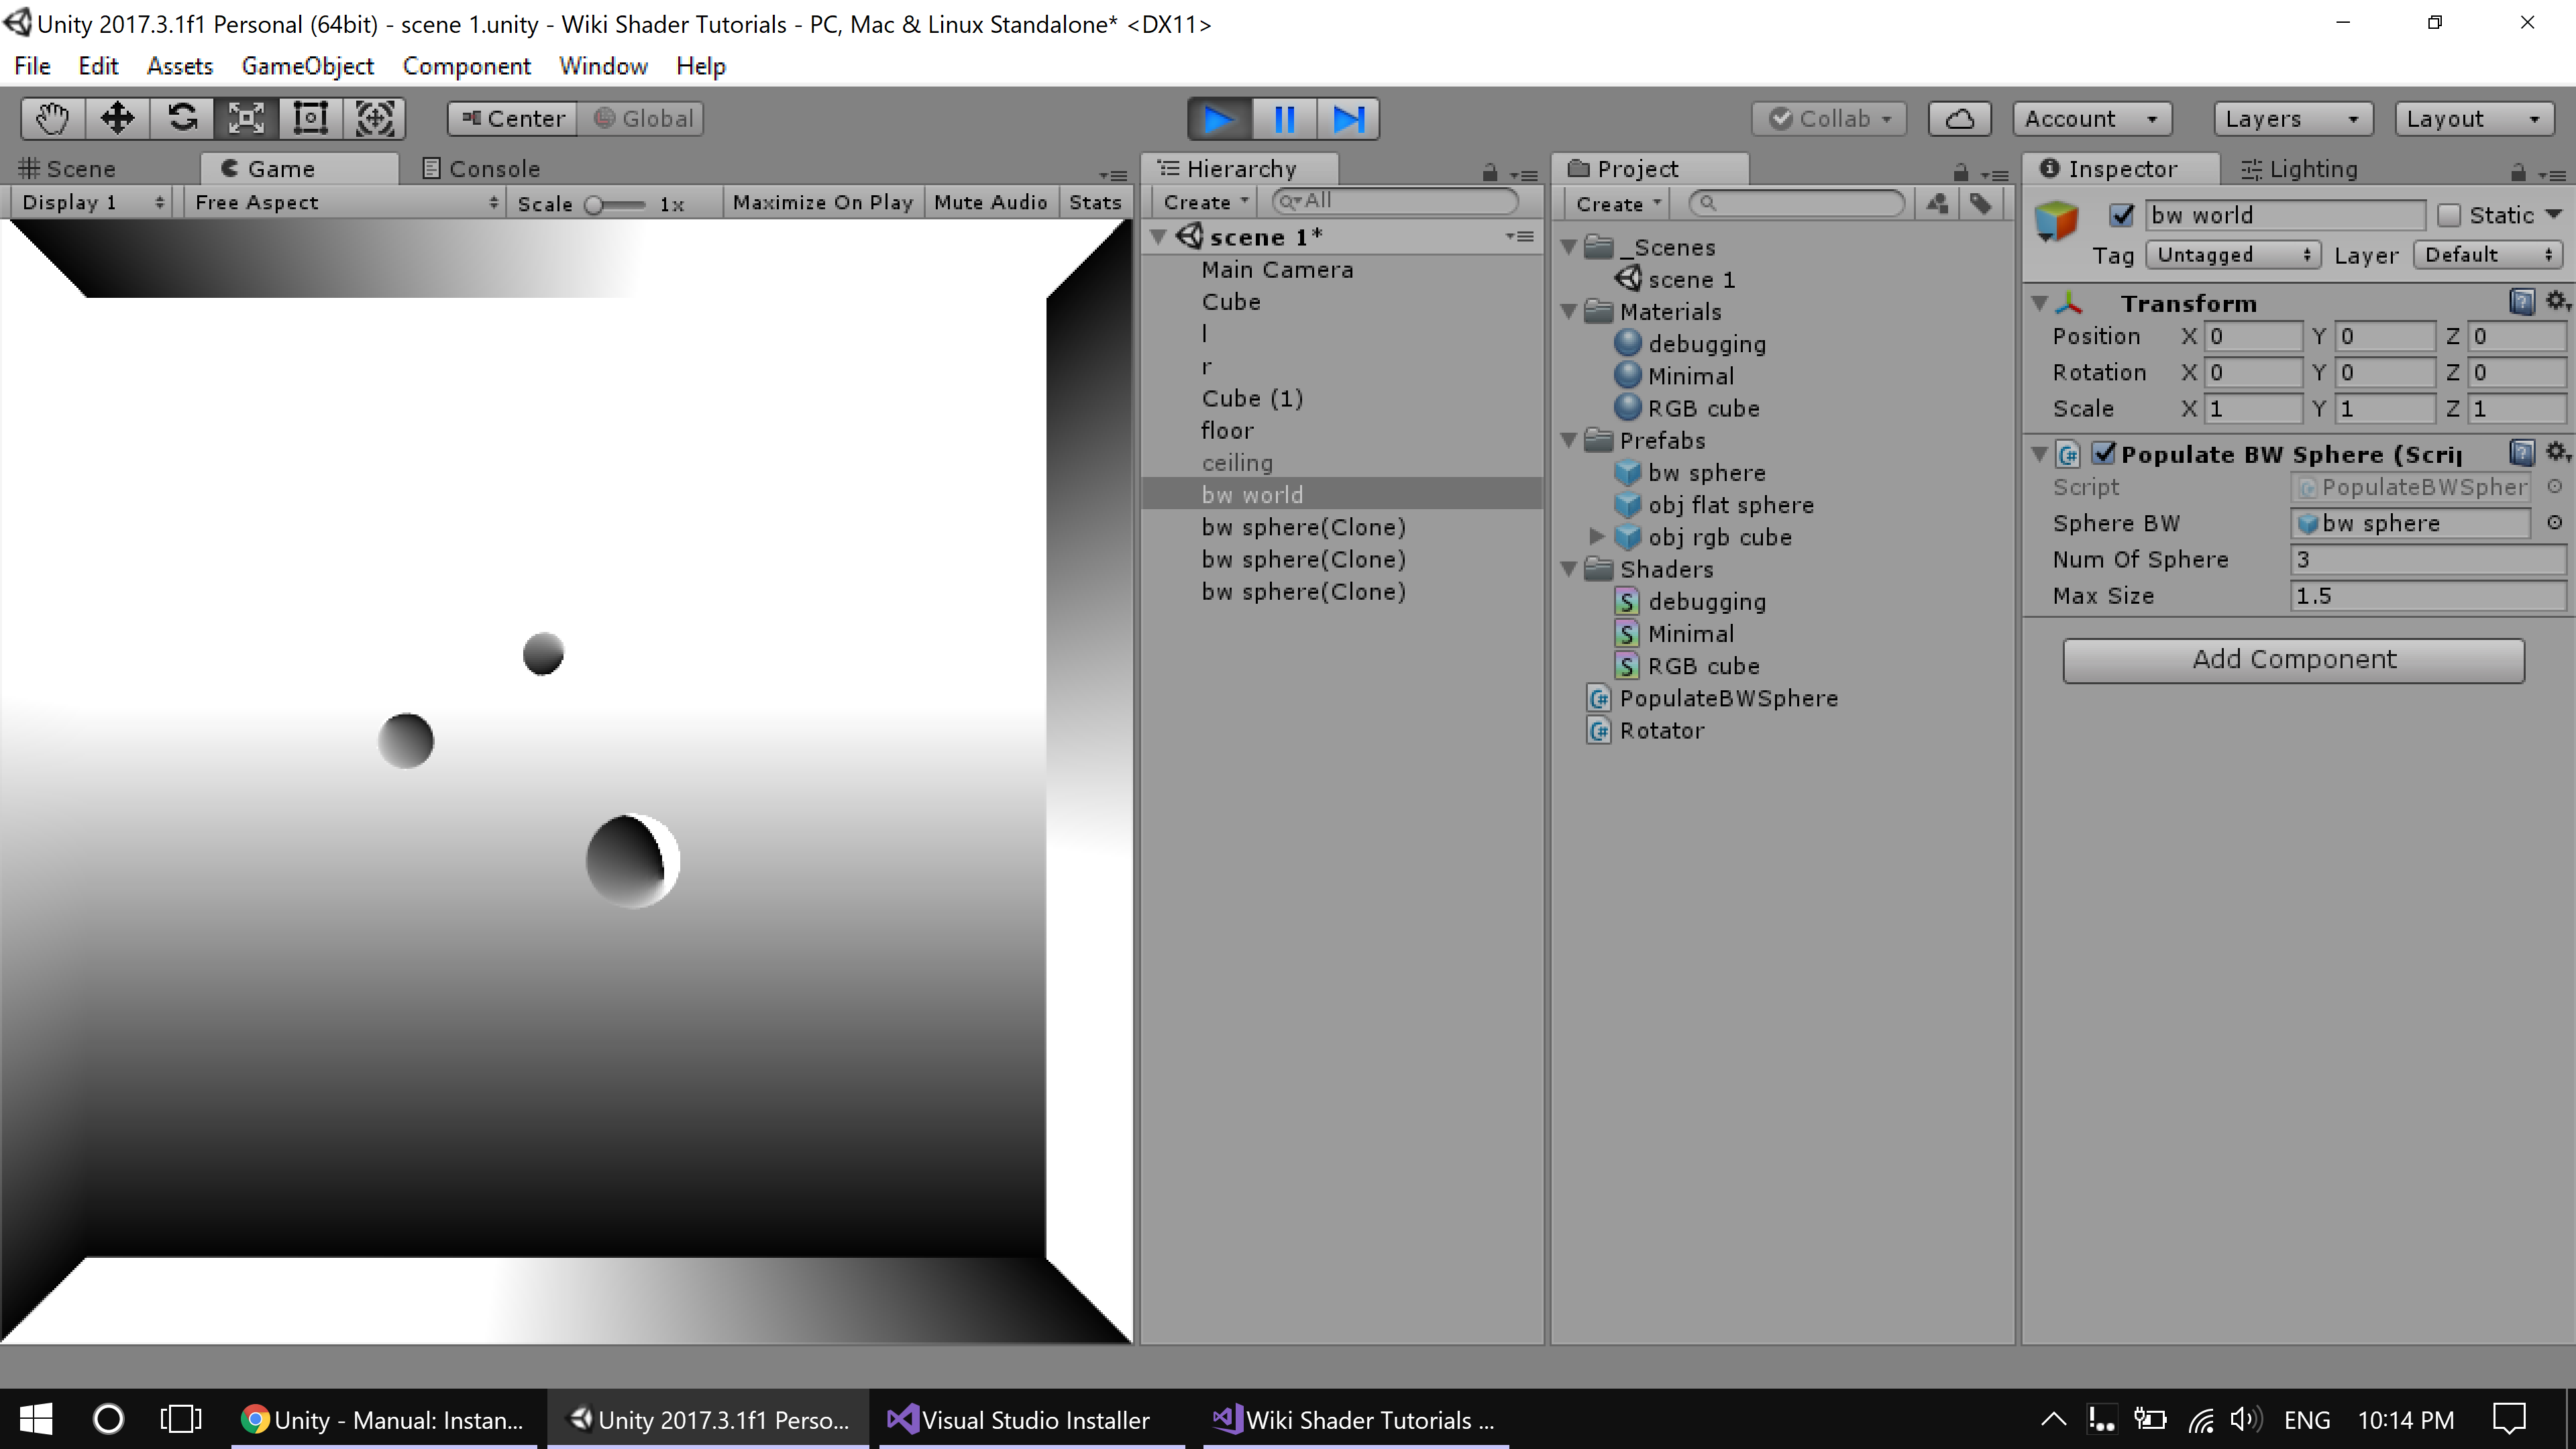 Unity 2017.3.1f1 Personal (64bit) - scene 1.unity - Wiki Shader Tutorials - PC, Mac & Linux Standalone* <DX11>
File Edit Assets GameObject Component Window Help
Center Global Collab Account Layers Layout
Scene Game Console
Display 1 Free Aspect Scale 1x Maximize On Play Mute Audio Stats
Hierarchy
Create All
scene 1*
Main Camera
Cube
l
r
Cube (1)
floor
ceiling
bw world
bw sphere(Clone)
bw sphere(Clone)
bw sphere(Clone)
Project
Create
_Scenes
scene 1
Materials
debugging
Minimal
RGB cube
Prefabs
bw sphere
obj flat sphere
obj rgb cube
Shaders
debugging
Minimal
RGB cube
PopulateBWSphere
Rotator
Inspector Lighting
bw world Static
Tag Untagged Layer Default
Transform
Position X 0 Y 0 Z 0
Rotation X 0 Y 0 Z 0
Scale X 1 Y 1 Z 1
Populate BW Sphere (Scrip
Script PopulateBWSpher
Sphere BW bw sphere
Num Of Sphere 3
Max Size 1.5
Add Component
Unity - Manual: Instan... Unity 2017.3.1f1 Perso... Visual Studio Installer Wiki Shader Tutorials ... ENG 10:14 PM